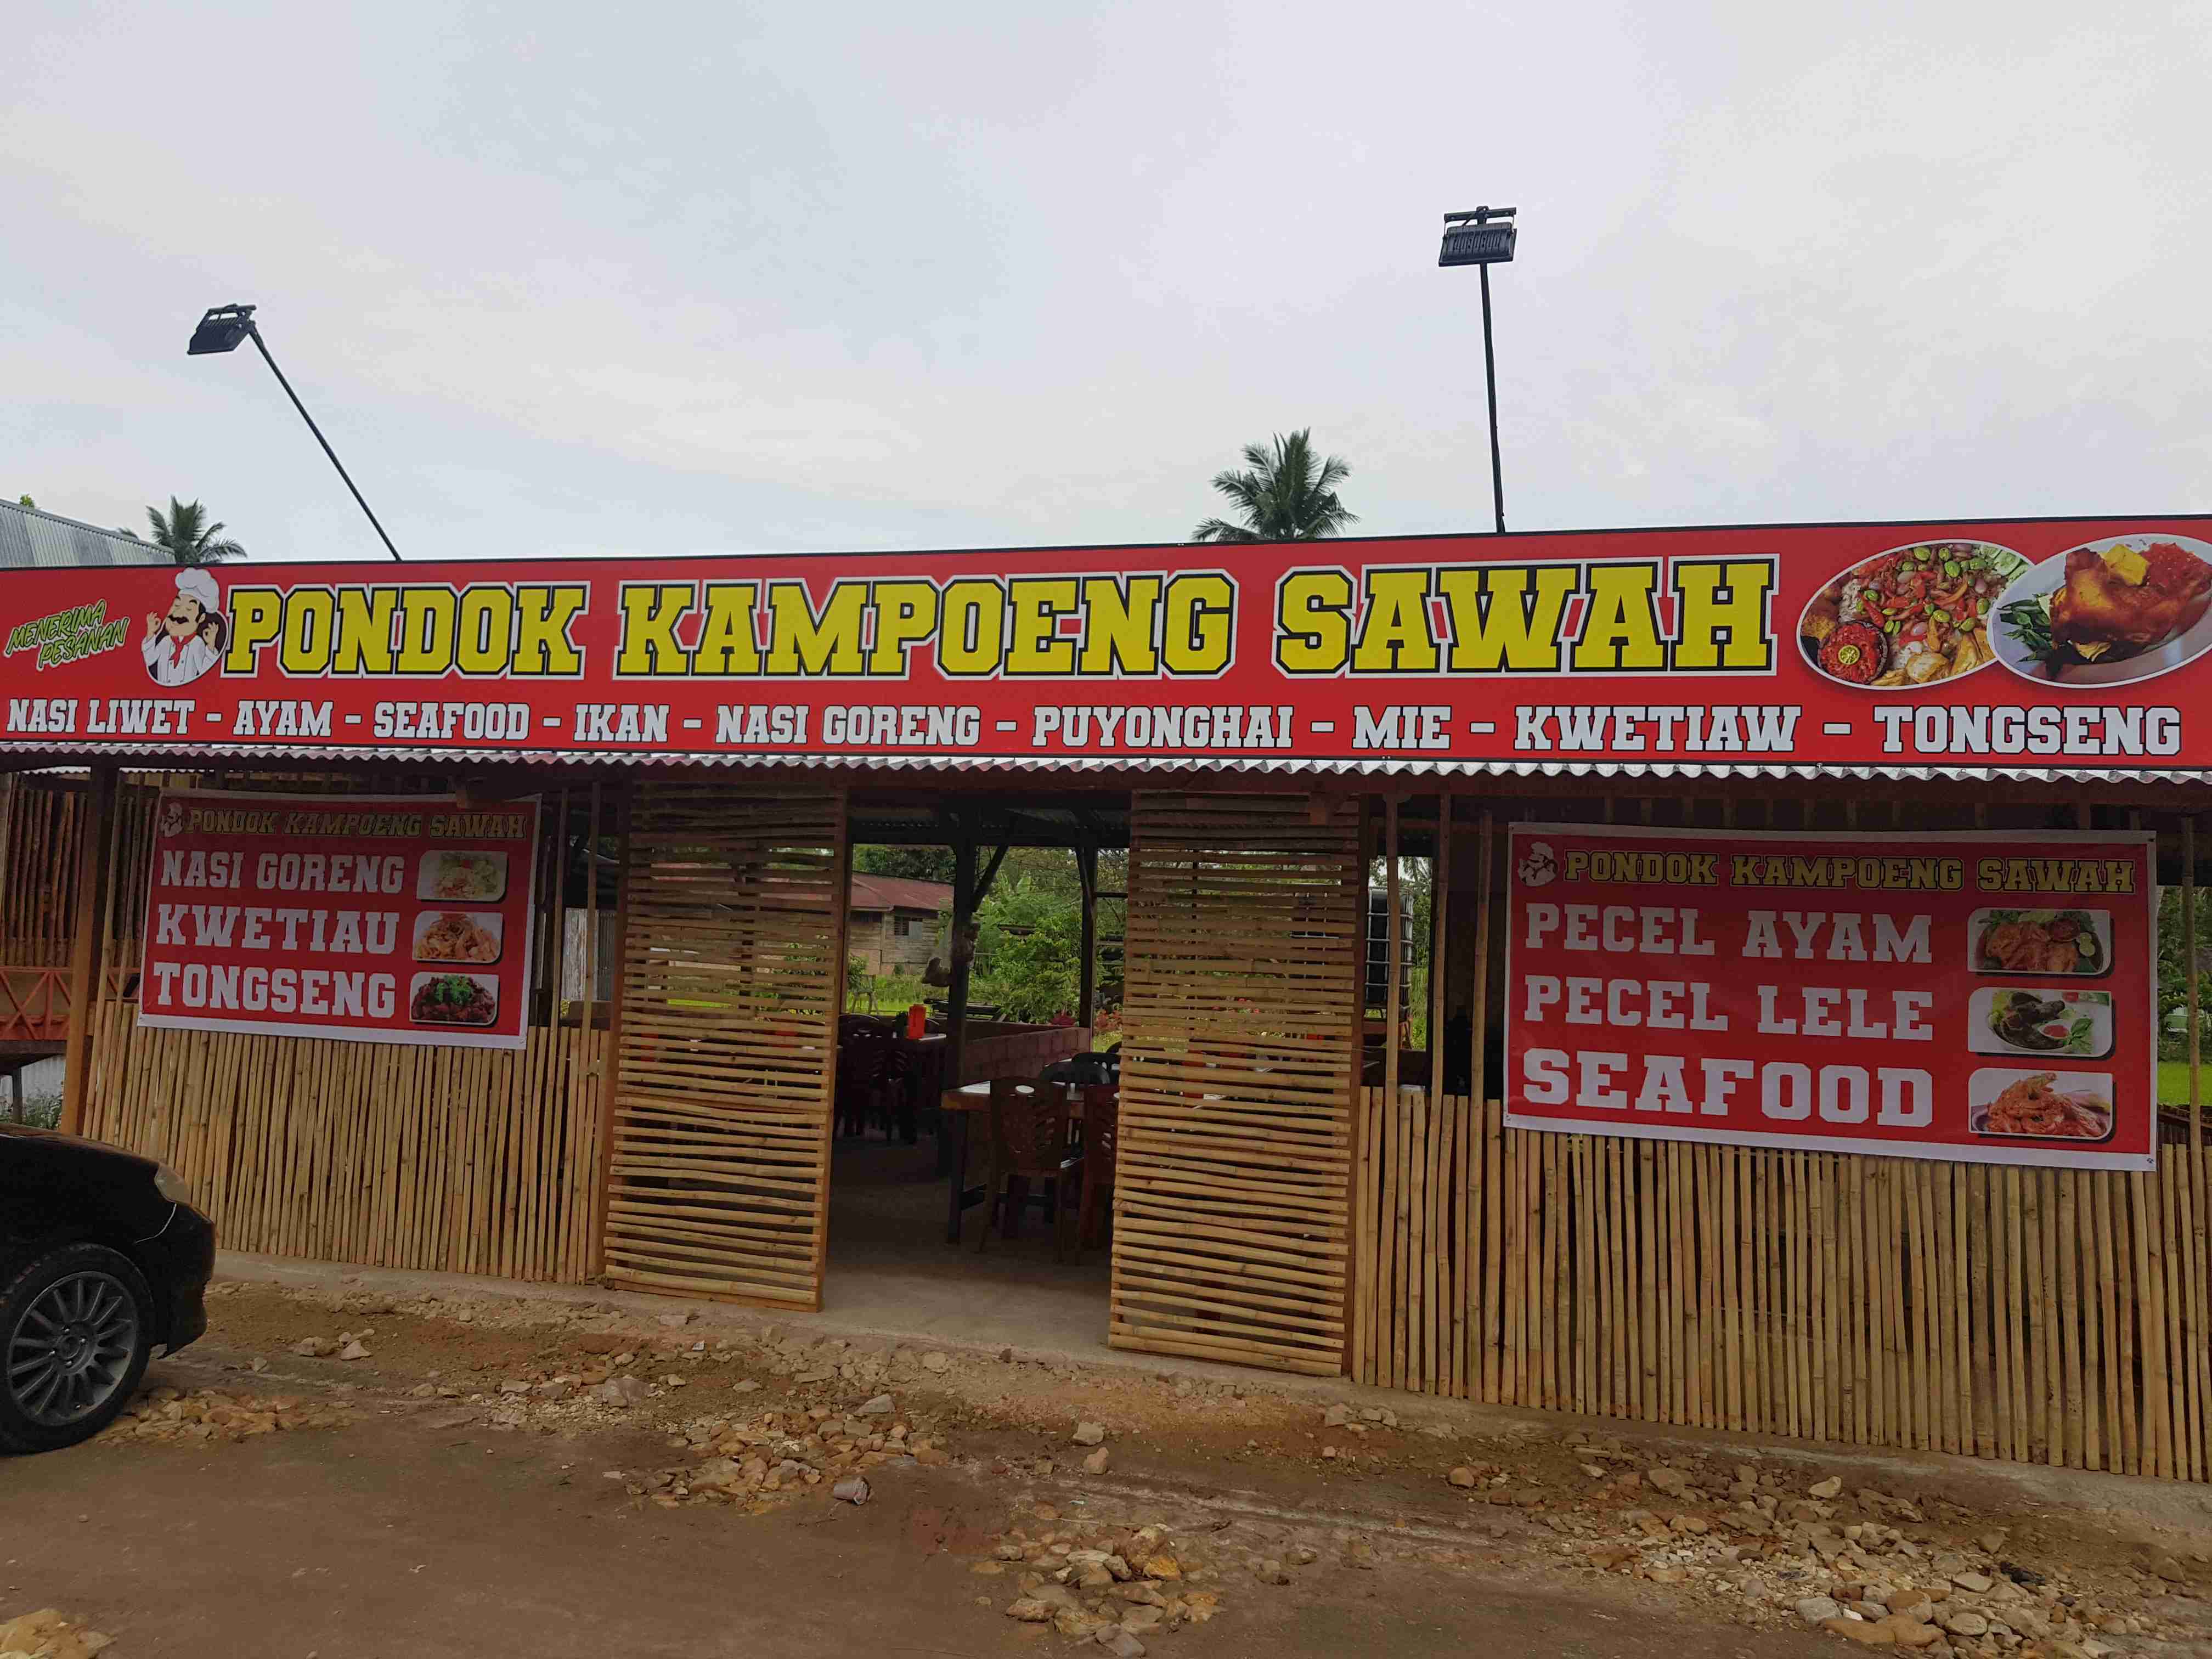 MENERIMA
PESANAN
PONDOK KAMPOENG SAWAH
NASI LIWET - AYAM - SEAFOOD - IKAN - NASI GORENG - PUYONGHAI - MIE - KWETIAW - TONGSENG
PONDOK KAMPOENG SAWAH
NASI GORENG
KWETIAU
TONGSENG
PONDOK KAMPOENG SAWAH
PECEL AYAM
PECEL LELE
SEAFOOD